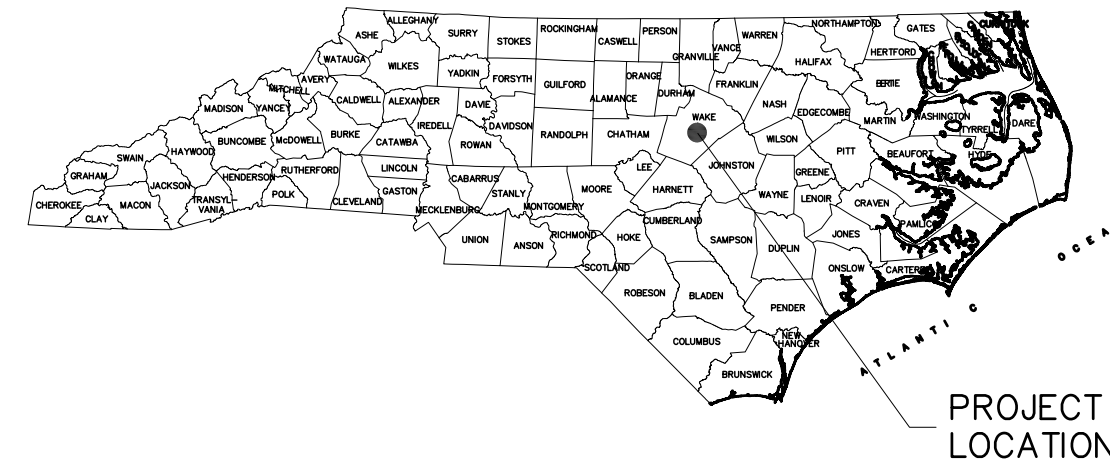 ALLEGHANY
ASHE
SURRY
STOKES
ROCKINGHAM
CASWELL
PERSON
GRANVILLE
VANCE
WARREN
NORTHAMPTON
GATES
HERTFORD
WATAUGA
WILKES
YADKIN
FORSYTH
GUILFORD
ALAMANCE
ORANGE
DURHAM
FRANKLIN
HALIFAX
BERTIE
MITCHELL
AVERY
CALDWELL
ALEXANDER
DAVIE
IREDELL
DAVIDSON
RANDOLPH
CHATHAM
WAKE
NASH
EDGECOMBE
MARTIN
WASHINGTON
TYRRELL
DARE
MADISON
YANCEY
BUNCOMBE
McDOWELL
BURKE
CATAWBA
ROWAN
WILSON
PITT
BEAUFORT
HYDE
HAYWOOD
SWAIN
GRAHAM
JACKSON
HENDERSON
RUTHERFORD
LINCOLN
CABARRUS
LEE
JOHNSTON
GREENE
CHEROKEE
CLAY
MACON
TRANSYL-
VANIA
POLK
CLEVELAND
GASTON
MECKLENBURG
STANLY
MONTGOMERY
MOORE
HARNETT
WAYNE
LENOIR
CRAVEN
PAMLICO
UNION
ANSON
RICHMOND
HOKE
CUMBERLAND
SAMPSON
DUPLIN
JONES
ONSLOW
SCOTLAND
ROBESON
BLADEN
PENDER
COLUMBUS
NEW
HANOVER
BRUNSWICK
ATLANTIC
PROJECT
LOCATION